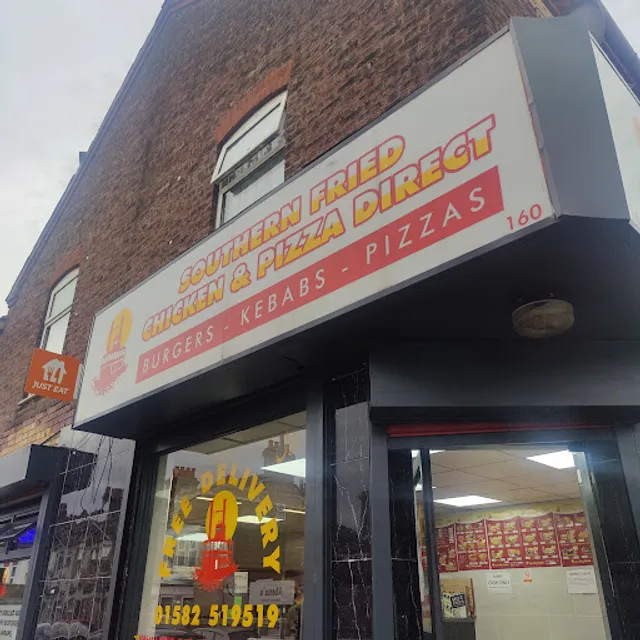 SOUTHERN FRIED
CHICKEN & PIZZA DIRECT
BURGERS - KEBABS - PIZZAS
160
JUST EAT
FREE DELIVERY
01582 519519